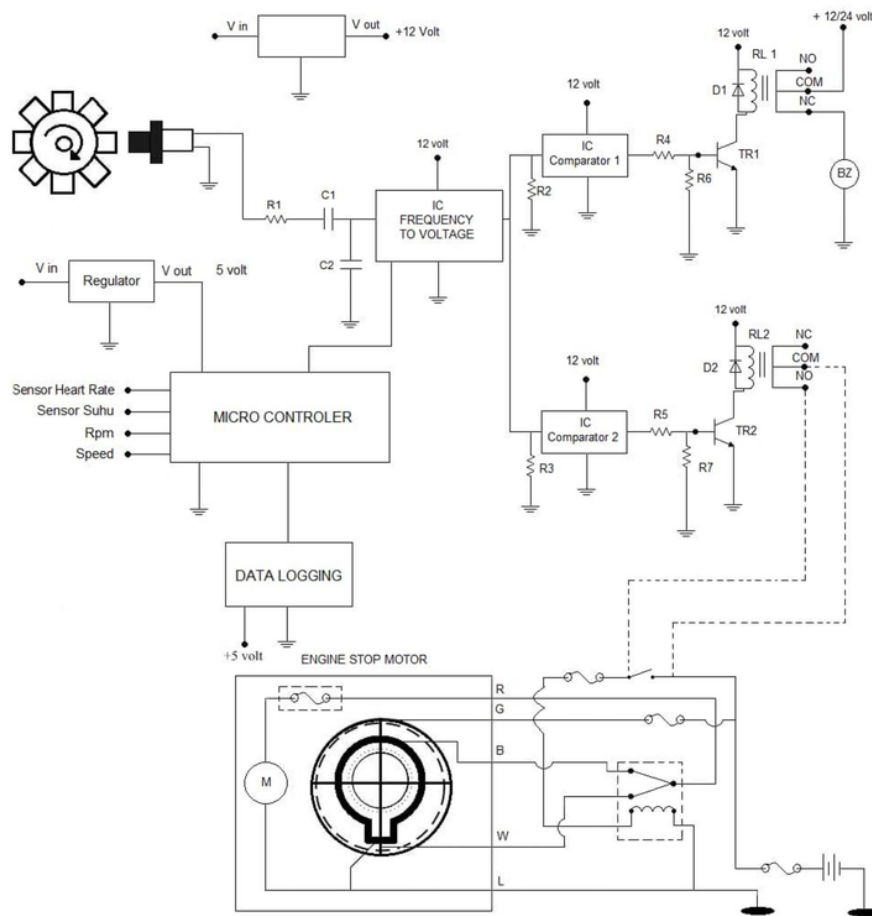 V in
V out
+12 Volt
+ 12/24 volt
12 volt
RL 1
NO
COM
NC
D1
12 volt
IC
Comparator 1
R4
TR1
R2
R6
BZ
12 volt
R1
C1
IC
FREQUENCY
TO VOLTAGE
C2
V in
Regulator
V out
5 volt
12 volt
RL2
NC
COM
NO
D2
12 volt
IC
Comparator 2
R5
TR2
R3
R7
Sensor Heart Rate
Sensor Suhu
Rpm
Speed
MICRO CONTROLER
DATA LOGGING
+5 volt
ENGINE STOP MOTOR
R
G
B
M
W
L